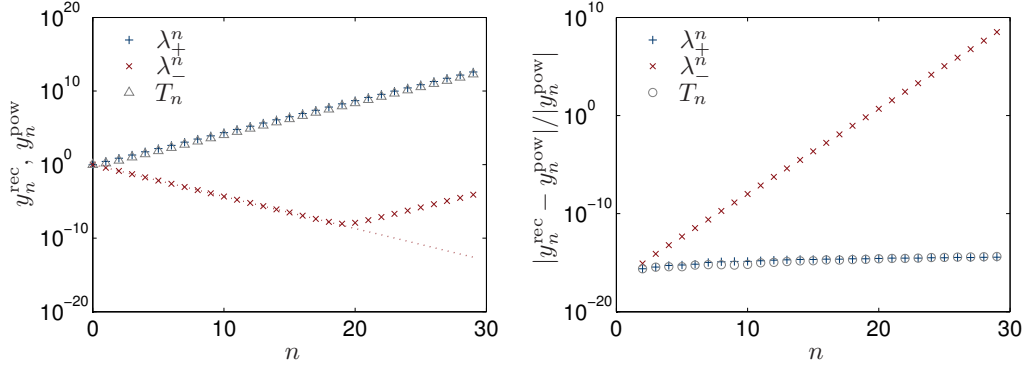 10^20
10^10
10^0
10^-10
10^-20
y_n^rec, y_n^pow
λ_+^n
λ_-^n
T_n
0
10
20
30
n
10^10
10^0
10^-10
10^-20
|y_n^rec − y_n^pow|/|y_n^pow|
λ_+^n
λ_-^n
T_n
0
10
20
30
n